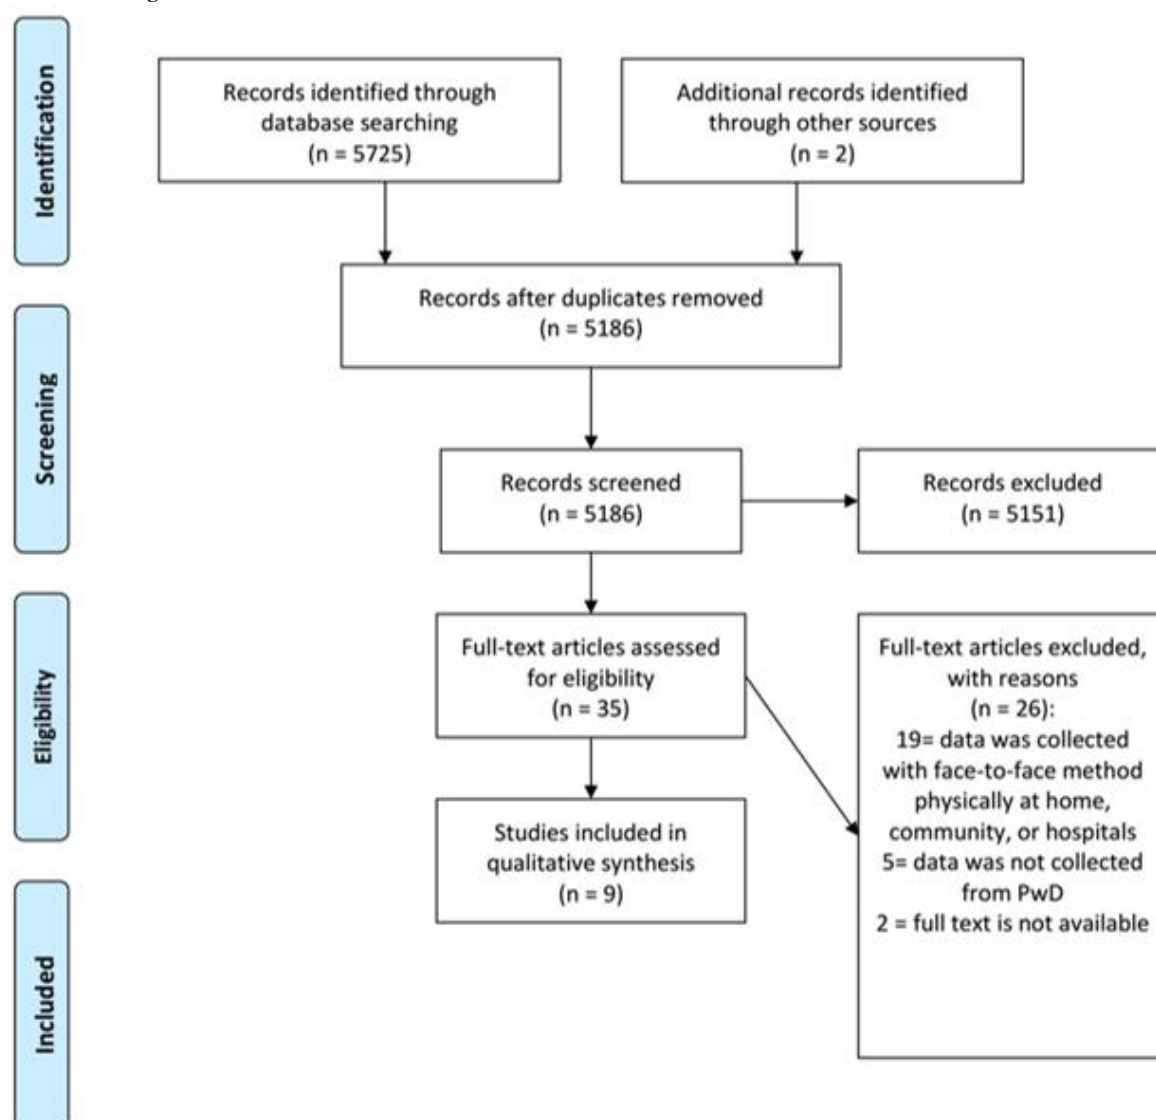 Identification
Records identified through
database searching
(n = 5725)
Additional records identified
through other sources
(n = 2)
Records after duplicates removed
(n = 5186)
Screening
Records screened
(n = 5186)
Records excluded
(n = 5151)
Eligibility
Full-text articles assessed
for eligibility
(n = 35)
Full-text articles excluded,
with reasons
(n = 26):
19= data was collected
with face-to-face method
physically at home,
community, or hospitals
5= data was not collected
from PwD
2 = full text is not available
Studies included in
qualitative synthesis
(n = 9)
Included